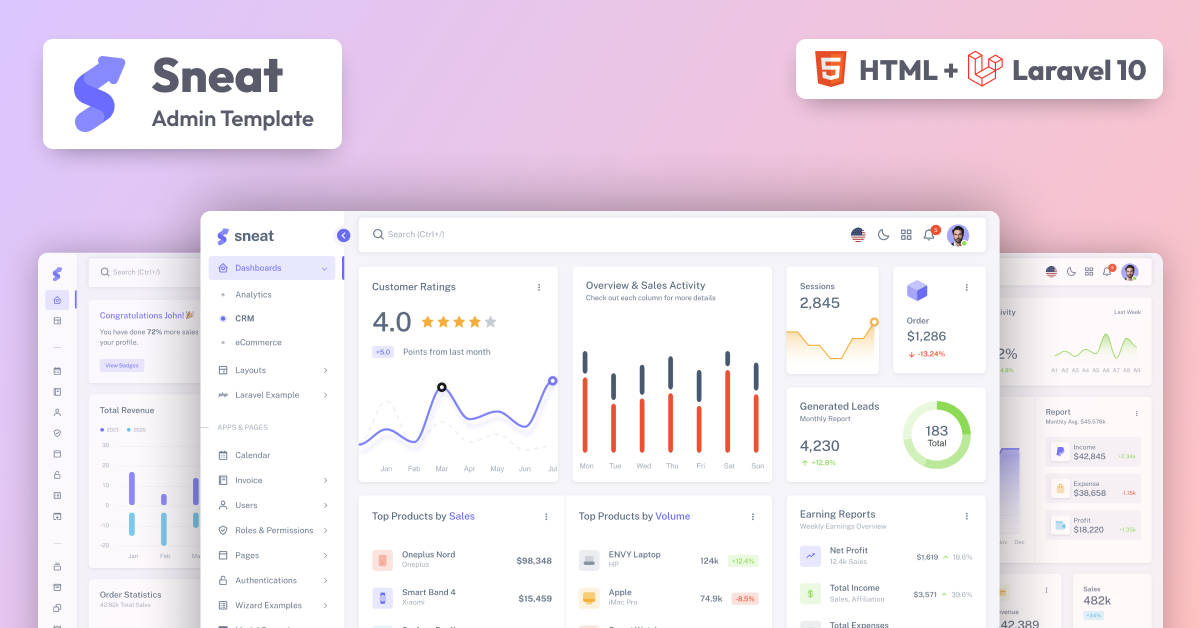 Sneat
Admin Template
HTML + Laravel 10
sneat
Search (Ctrl+/)
5
Dashboards
Analytics
CRM
eCommerce
Layouts
Laravel Example
APPS & PAGES
Calendar
Invoice
Users
Roles & Permissions
Pages
Authentications
Wizard Examples
Customer Ratings
4.0
+5.0 Points from last month
Jan Feb Mar Apr May Jun Jul
Overview & Sales Activity
Check out each column for more details
Mon Tue Wed Thu Fri Sat Sun
Sessions
2,845
Order
$1,286
-13.24%
Generated Leads
Monthly Report
4,230
+12.8%
183
Total
Top Products by Sales
Oneplus Nord $98,348
Oneplus
Smart Band 4 $15,459
Xiaomi
Top Products by Volume
ENVY Laptop 124k +12.4%
HP
Apple 74.9k -8.5%
iMac Pro
Earning Reports
Weekly Earnings Overview
Net Profit $1,619 18.6%
12.4k Sales
Total Income $3,571 39.6%
Sales, Affiliation
Total Expenses
Search (Ctrl+/)
Congratulations John!
You have done 72% more sales
your profile.
View Badges
Total Revenue
2021 2020
30
20
10
0
-10
-20
Jan Feb
Order Statistics
42.82k Total Sales
Last Week
2%
A1 A2 A3 A4 A5 A6 A7 A8 A9
Report
Monthly Avg. $45.578k
Income
$42,845 +2.34k
Expense
$38,658 -1.15k
Profit
$18,220 +1.35k
Dec
Sales
482k
+34%
42,389